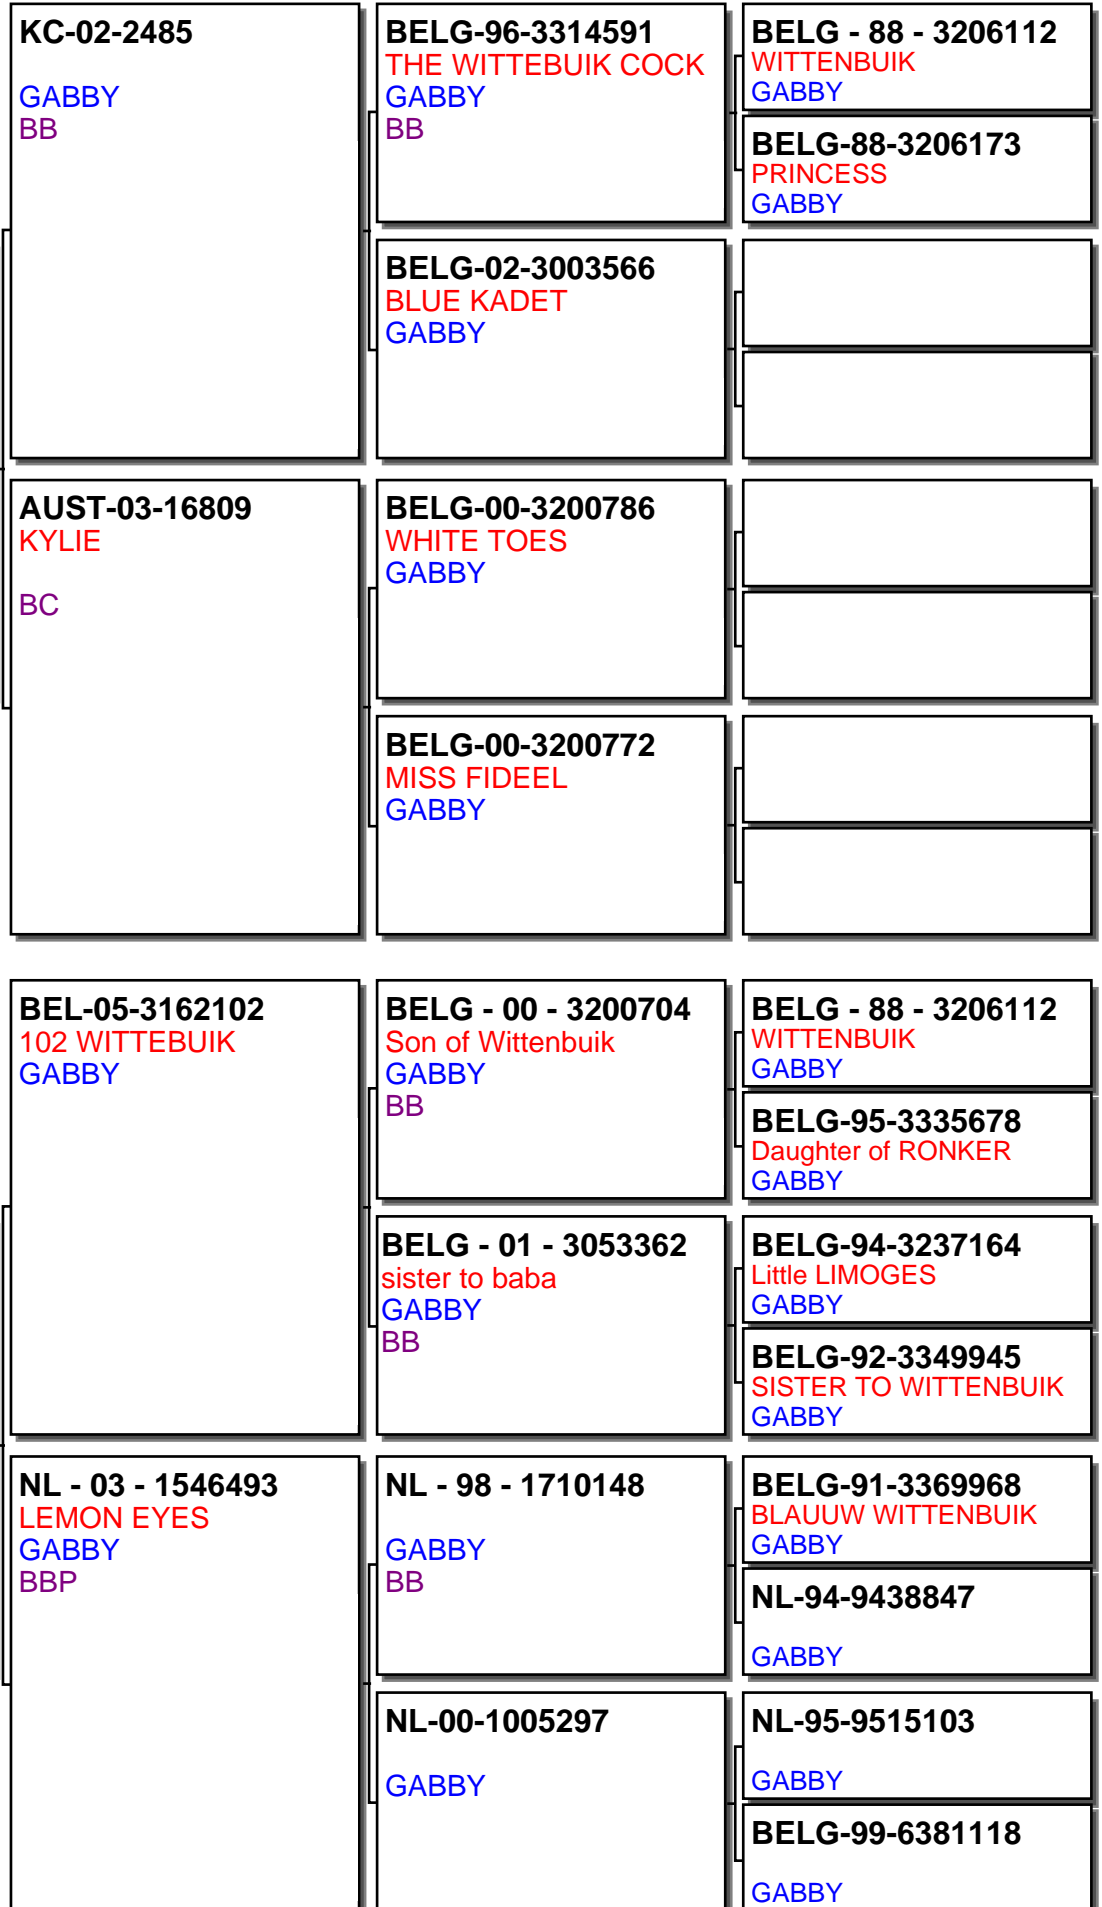 KC-02-2485
GABBY
BB
BELG-96-3314591
THE WITTEBUIK COCK
GABBY
BB
BELG - 88 - 3206112
WITTENBUIK
GABBY
BELG-88-3206173
PRINCESS
GABBY
BELG-02-3003566
BLUE KADET
GABBY
AUST-03-16809
KYLIE
BC
BELG-00-3200786
WHITE TOES
GABBY
BELG-00-3200772
MISS FIDEEL
GABBY
BEL-05-3162102
102 WITTEBUIK
GABBY
BELG - 00 - 3200704
Son of Wittenbuik
GABBY
BB
BELG - 88 - 3206112
WITTENBUIK
GABBY
BELG-95-3335678
Daughter of RONKER
GABBY
BELG - 01 - 3053362
sister to baba
GABBY
BB
BELG-94-3237164
Little LIMOGES
GABBY
BELG-92-3349945
SISTER TO WITTENBUIK
GABBY
NL - 03 - 1546493
LEMON EYES
GABBY
BBP
NL - 98 - 1710148
GABBY
BB
BELG-91-3369968
BLAUUW WITTENBUIK
GABBY
NL-94-9438847
GABBY
NL-00-1005297
GABBY
NL-95-9515103
GABBY
BELG-99-6381118
GABBY